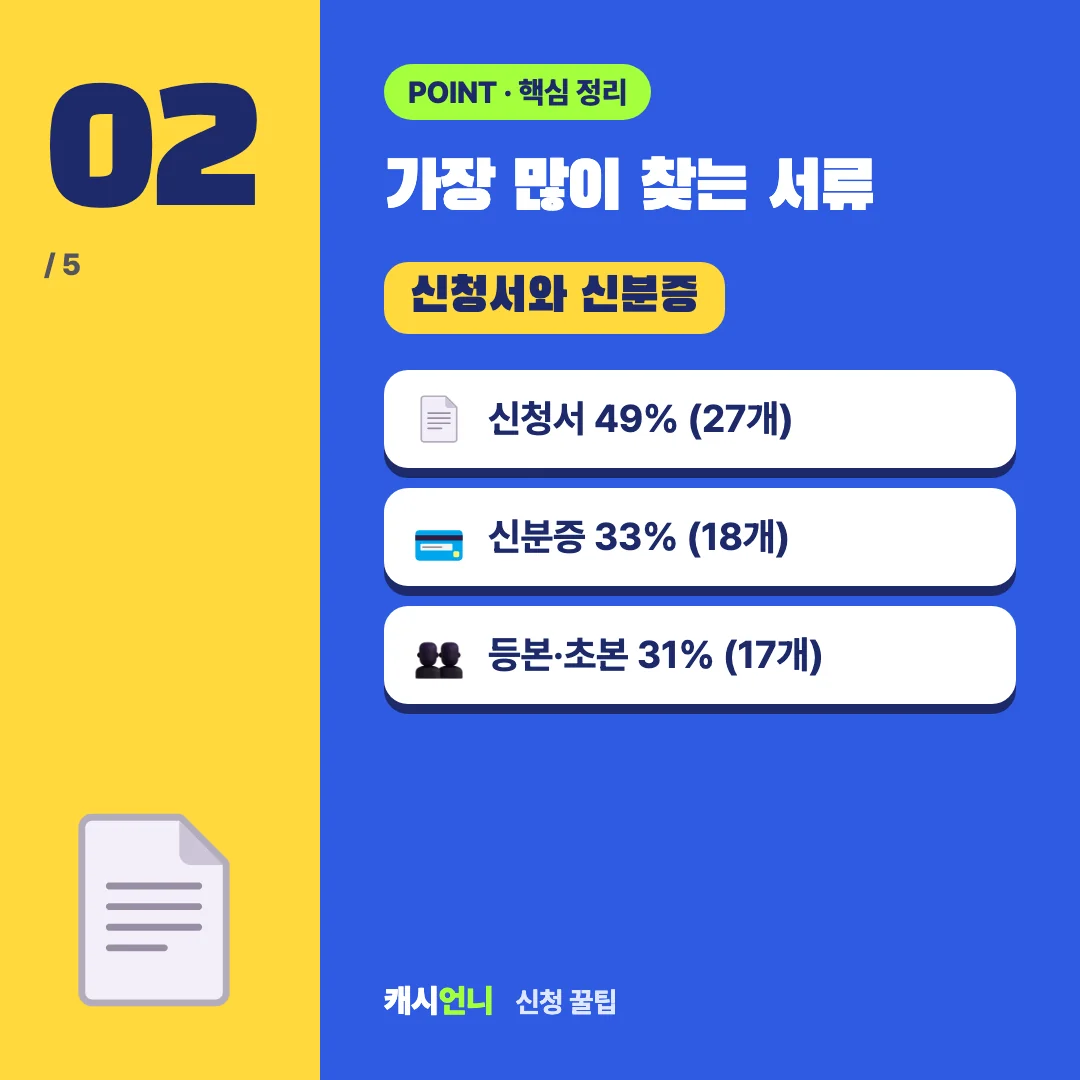 02
/ 5
POINT · 핵심 정리
가장 많이 찾는 서류
신청서와 신분증
신청서 49% (27개)
신분증 33% (18개)
등본·초본 31% (17개)
캐시언니 신청 꿀팁